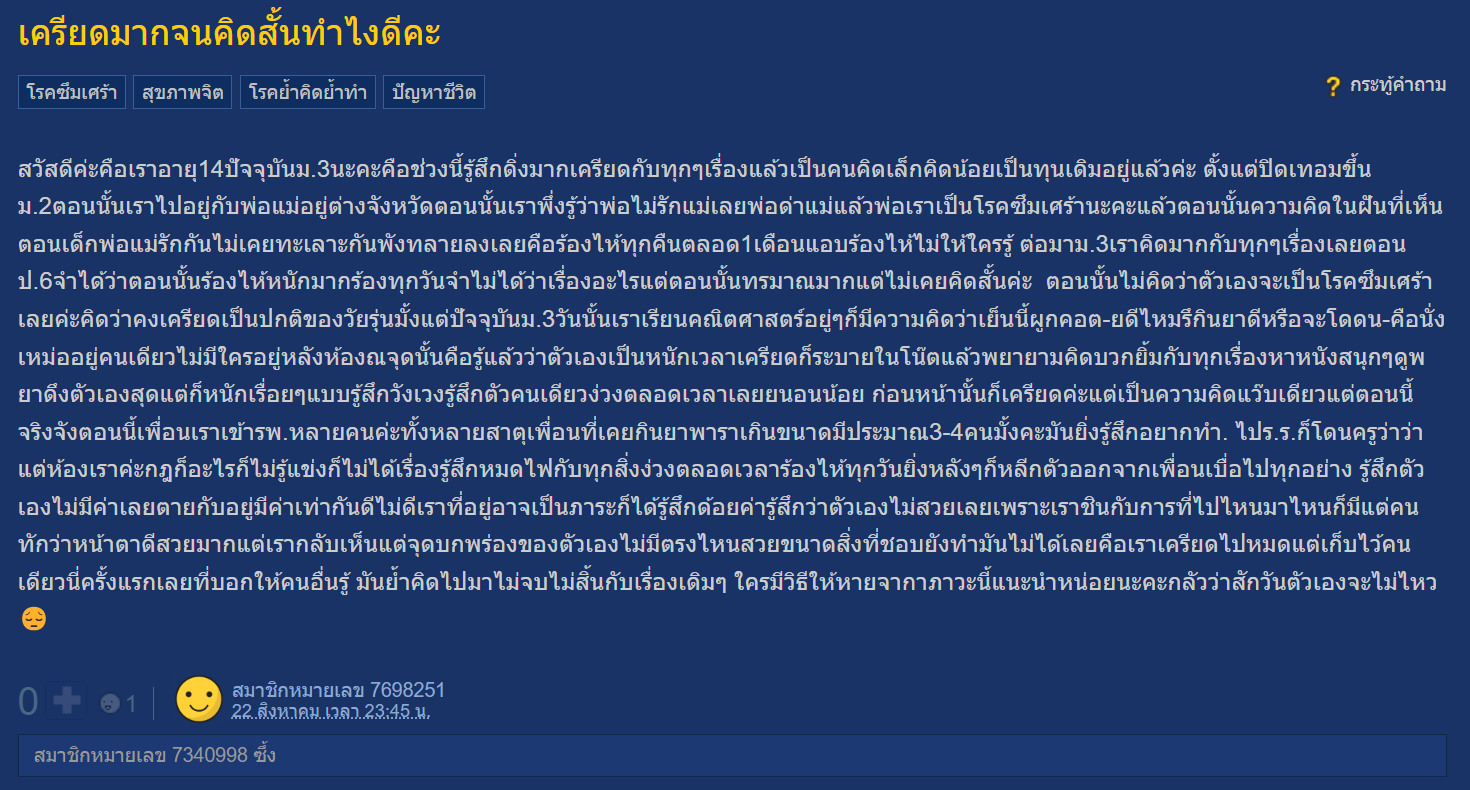 เครียดมากจนคิดสั้นทำไงดีคะ
โรคซึมเศร้า สุขภาพจิต โรคย้ำคิดย้ำทำ ปัญหาชีวิต
กระทู้คำถาม
สวัสดีค่ะคือเราอายุ14ปัจจุบันม.3นะคะคือช่วงนี้รู้สึกดิ่งมากเครียดกับทุกๆเรื่องแล้วเป็นคนคิดเล็กคิดน้อยเป็นทุนเดิมอยู่แล้วค่ะ ตั้งแต่ปิดเทอมขึ้น
ม.2ตอนนั้นเราไปอยู่กับพ่อแม่อยู่ต่างจังหวัดตอนนั้นเราพึ่งรู้ว่าพ่อไม่รักแม่เลยพ่อด่าแม่แล้วพ่อเราเป็นโรคซึมเศร้านะคะแล้วตอนนั้นความคิดในฝันที่เห็น
ตอนเด็กพ่อแม่รักกันไม่เคยทะเลาะกันพังทลายลงเลยคือร้องไห้ทุกคืนตลอด1เดือนแอบร้องไห้ไม่ให้ใครรู้ ต่อมาม.3เราคิดมากกับทุกๆเรื่องเลยตอน
ป.6จำได้ว่าตอนนั้นร้องไห้หนักมากร้องทุกวันจำไม่ได้ว่าเรื่องอะไรแต่ตอนนั้นทรมาณมากแต่ไม่เคยคิดสั้นค่ะ  ตอนนั้นไม่คิดว่าตัวเองจะเป็นโรคซึมเศร้า
เลยค่ะคิดว่าคงเครียดเป็นปกติของวัยรุ่นมั้งแต่ปัจจุบันม.3วันนั้นเราเรียนคณิตศาสตร์อยู่ๆก็มีความคิดว่าเย็นนี้ผูกคอต-ยดีไหมรึกินยาดีหรือจะโดดน-คือนั่ง
เหม่ออยู่คนเดียวไม่มีใครอยู่หลังห้องณจุดนั้นคือรู้แล้วว่าตัวเองเป็นหนักเวลาเครียดก็ระบายในโน๊ตแล้วพยายามคิดบวกยิ้มกับทุกเรื่องหาหนังสนุกๆดูพ
ยาดึงตัวเองสุดแต่ก็หนักเรื่อยๆแบบรู้สึกวังเวงรู้สึกตัวคนเดียวง่วงตลอดเวลาเลยยนอนน้อย ก่อนหน้านั้นก็เครียดค่ะแต่เป็นความคิดแว๊บเดียวแต่ตอนนี้
จริงจังตอนนี้เพื่อนเราเข้ารพ.หลายคนค่ะทั้งหลายสาตุเพื่อนที่เคยกินยาพาราเกินขนาดมีประมาณ3-4คนมั้งคะมันยิ่งรู้สึกอยากทำ. ไปร.ร.ก็โดนครูว่าว่า
แต่ห้องเราค่ะกฎก็อะไรก็ไม่รู้แข่งก็ไม่ได้เรื่องรู้สึกหมดไฟกับทุกสิ่งง่วงตลอดเวลาร้องไห้ทุกวันยิ่งหลังๆก็หลีกตัวออกจากเพื่อนเบื่อไปทุกอย่าง รู้สึกตัว
เองไม่มีค่าเลยตายกับอยู่มีค่าเท่ากันดีไม่ดีเราที่อยู่อาจเป็นภาระก็ได้รู้สึกด้อยค่ารู้สึกว่าตัวเองไม่สวยเลยเพราะเราชินกับการที่ไปไหนมาไหนก็มีแต่คน
ทักว่าหน้าตาดีสวยมากแต่เรากลับเห็นแต่จุดบกพร่องของตัวเองไม่มีตรงไหนสวยขนาดสิ่งที่ชอบยังทำมันไม่ได้เลยคือเราเครียดไปหมดแต่เก็บไว้คน
เดียวนี่ครั้งแรกเลยที่บอกให้คนอื่นรู้ มันย้ำคิดไปมาไม่จบไม่สิ้นกับเรื่องเดิมๆ ใครมีวิธีให้หายจากาภาวะนี้แนะนำหน่อยนะคะกลัวว่าสักวันตัวเองจะไม่ไหว
😔
0 1 สมาชิกหมายเลข 7698251
22 สิงหาคม เวลา 23:45 น.
สมาชิกหมายเลข 7340998 ซึ้ง